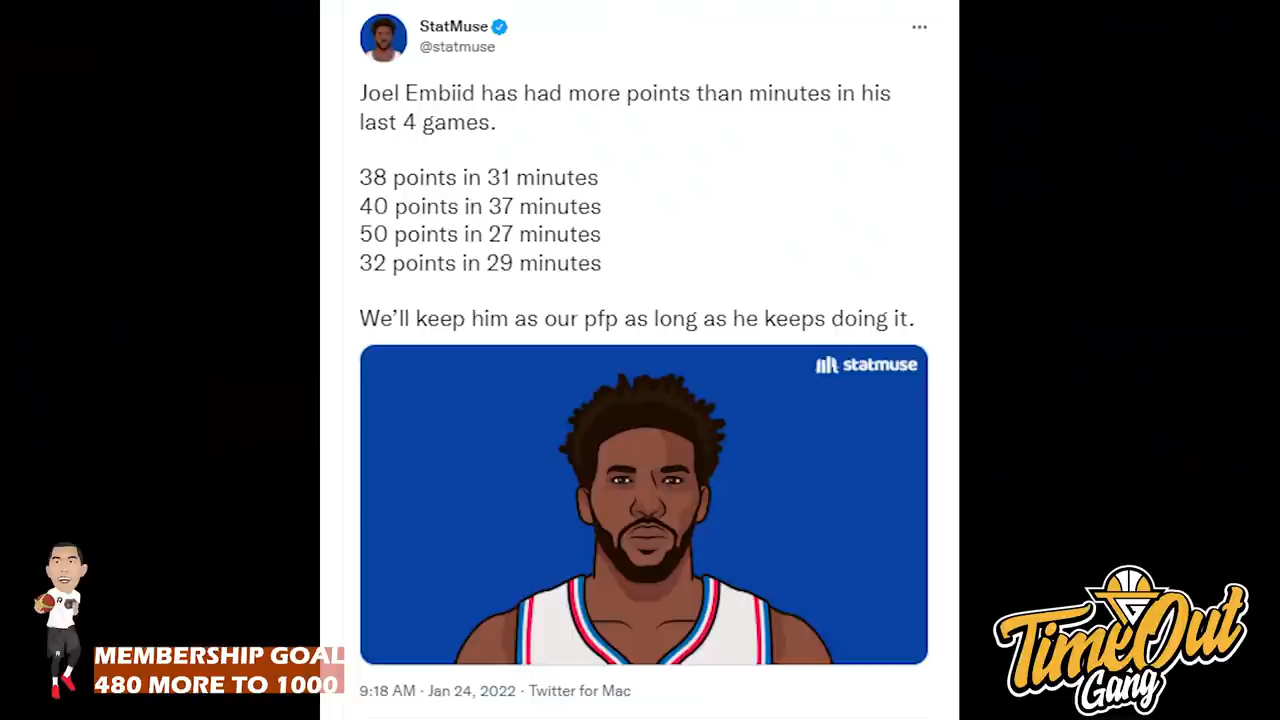 StatMuse
@statmuse
Joel Embiid has had more points than minutes in his
last 4 games.
38 points in 31 minutes
40 points in 37 minutes
50 points in 27 minutes
32 points in 29 minutes
We’ll keep him as our pfp as long as he keeps doing it.
statmuse
9:18 AM · Jan 24, 2022 · Twitter for Mac
MEMBERSHIP GOAL
480 MORE TO 1000
TimeOut
Gang